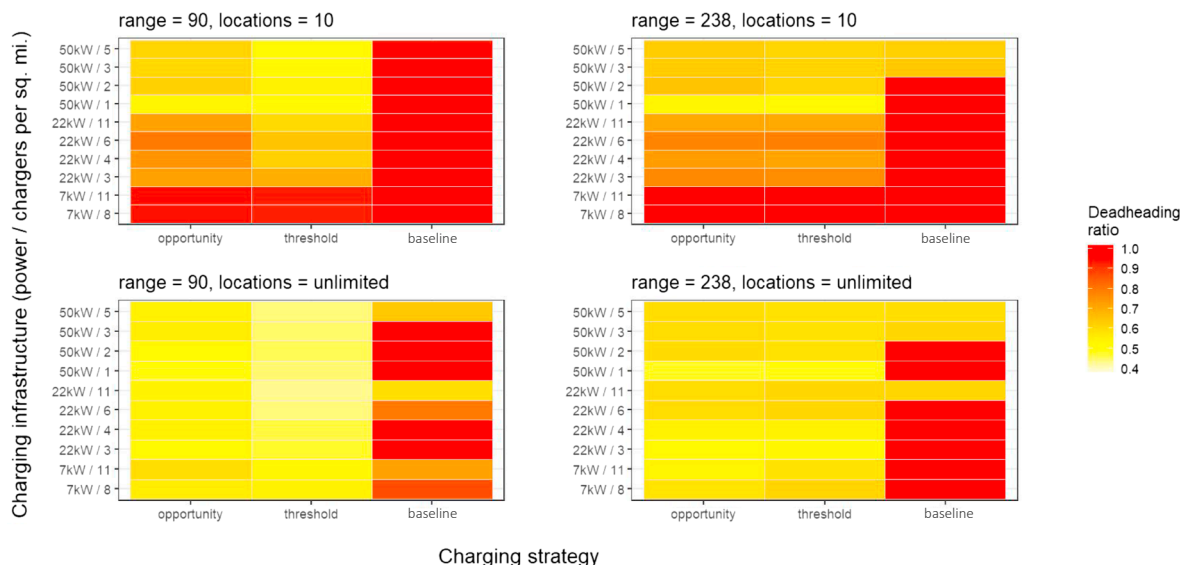 Charging infrastructure (power / chargers per sq. mi.)
range = 90, locations = 10
50kW / 5
50kW / 3
50kW / 2
50kW / 1
22kW / 11
22kW / 6
22kW / 4
22kW / 3
7kW / 11
7kW / 8
opportunity threshold baseline
range = 238, locations = 10
50kW / 5
50kW / 3
50kW / 2
50kW / 1
22kW / 11
22kW / 6
22kW / 4
22kW / 3
7kW / 11
7kW / 8
opportunity threshold baseline
range = 90, locations = unlimited
50kW / 5
50kW / 3
50kW / 2
50kW / 1
22kW / 11
22kW / 6
22kW / 4
22kW / 3
7kW / 11
7kW / 8
opportunity threshold baseline
range = 238, locations = unlimited
50kW / 5
50kW / 3
50kW / 2
50kW / 1
22kW / 11
22kW / 6
22kW / 4
22kW / 3
7kW / 11
7kW / 8
opportunity threshold baseline
Deadheading
ratio
1.0
0.9
0.8
0.7
0.6
0.5
0.4
Charging strategy